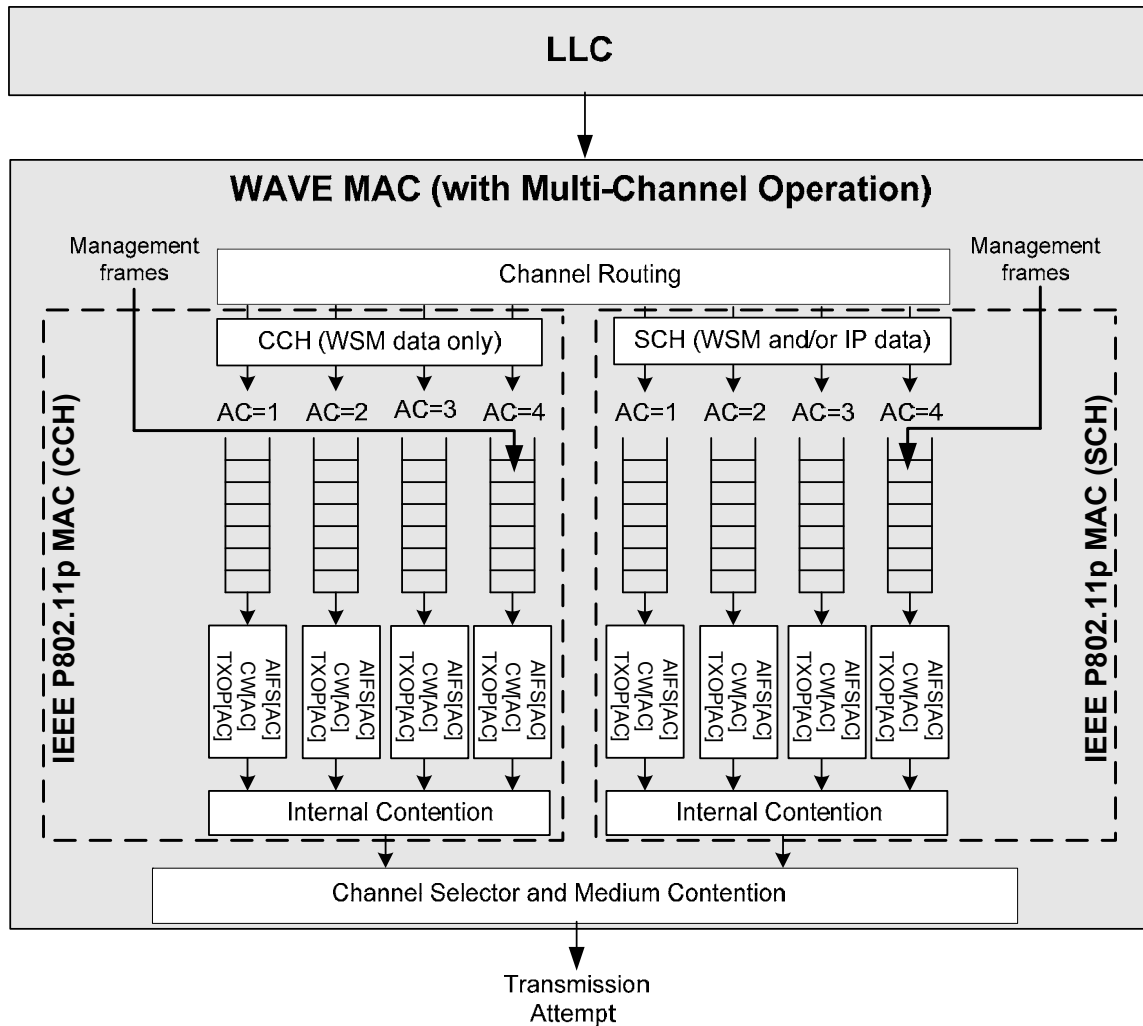 LLC
WAVE MAC (with Multi-Channel Operation)
Management
frames
Management
frames
Channel Routing
CCH (WSM data only)
SCH (WSM and/or IP data)
AC=1
AC=2
AC=3
AC=4
AC=1
AC=2
AC=3
AC=4
IEEE P802.11p MAC (CCH)
IEEE P802.11p MAC (SCH)
AIFS[AC]
CW[AC]
TXOP[AC]
AIFS[AC]
CW[AC]
TXOP[AC]
AIFS[AC]
CW[AC]
TXOP[AC]
AIFS[AC]
CW[AC]
TXOP[AC]
AIFS[AC]
CW[AC]
TXOP[AC]
AIFS[AC]
CW[AC]
TXOP[AC]
AIFS[AC]
CW[AC]
TXOP[AC]
AIFS[AC]
CW[AC]
TXOP[AC]
Internal Contention
Internal Contention
Channel Selector and Medium Contention
Transmission
Attempt